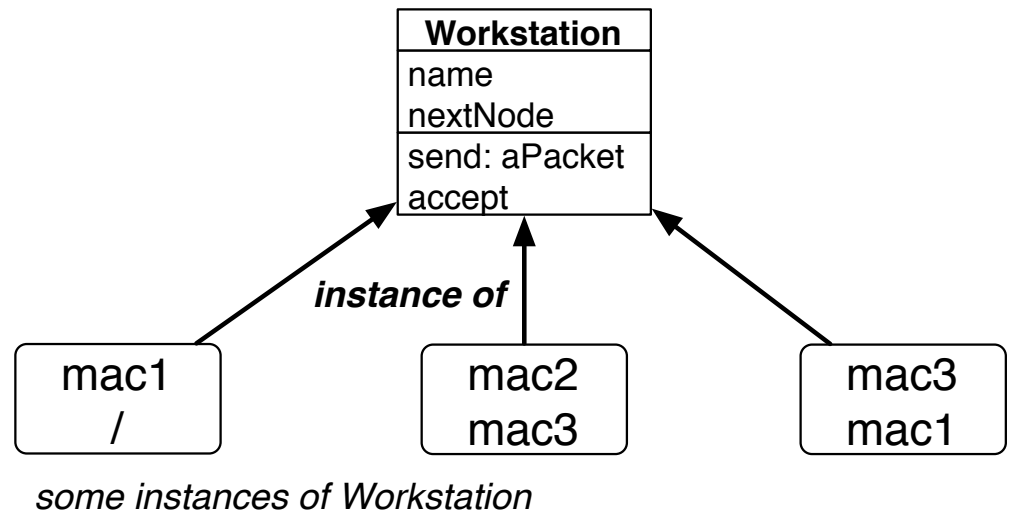 Workstation
name
nextNode
send: aPacket
accept
instance of
mac1
/
mac2
mac3
mac3
mac1
some instances of Workstation